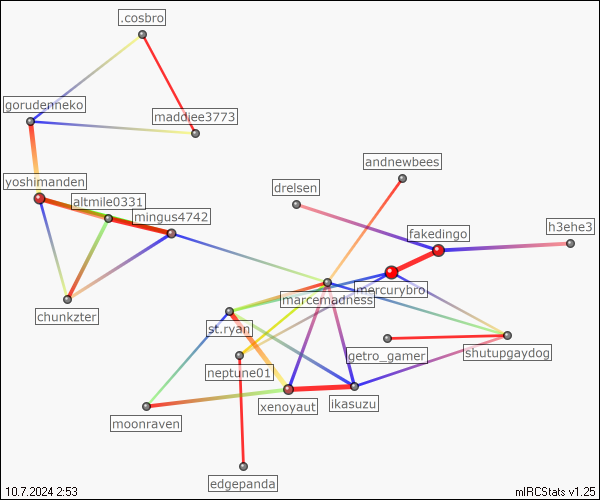 .cosbro
gorudenneko
maddiee3773
andnewbees
yoshimanden
drelsen
altmile0331
mingus4742
h3ehe3
fakedingo
mercurybro
marcemadness
chunkzter
st.ryan
getro_gamer
shutupgaydog
neptune01
xenoyaut
ikasuzu
moonraven
edgepanda
10.7.2024 2:53
mIRCStats v1.25